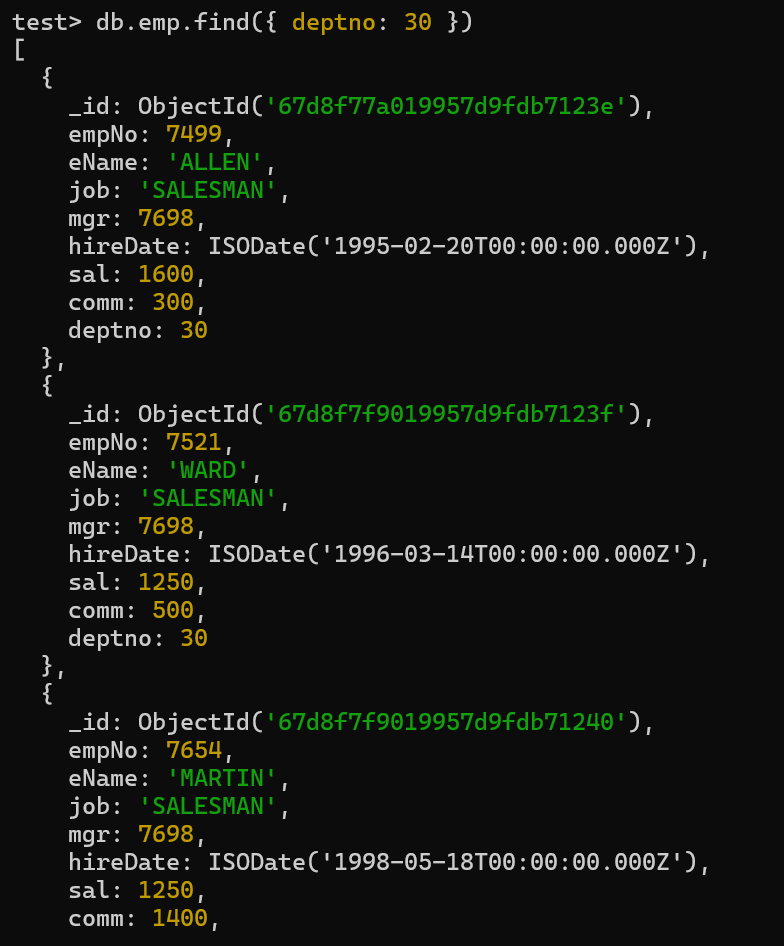 test> db.emp.find({ deptno: 30 })
[
  {
    _id: ObjectId('67d8f77a019957d9fdb7123e'),
    empNo: 7499,
    eName: 'ALLEN',
    job: 'SALESMAN',
    mgr: 7698,
    hireDate: ISODate('1995-02-20T00:00:00.000Z'),
    sal: 1600,
    comm: 300,
    deptno: 30
  },
  {
    _id: ObjectId('67d8f7f9019957d9fdb7123f'),
    empNo: 7521,
    eName: 'WARD',
    job: 'SALESMAN',
    mgr: 7698,
    hireDate: ISODate('1996-03-14T00:00:00.000Z'),
    sal: 1250,
    comm: 500,
    deptno: 30
  },
  {
    _id: ObjectId('67d8f7f9019957d9fdb71240'),
    empNo: 7654,
    eName: 'MARTIN',
    job: 'SALESMAN',
    mgr: 7698,
    hireDate: ISODate('1998-05-18T00:00:00.000Z'),
    sal: 1250,
    comm: 1400,